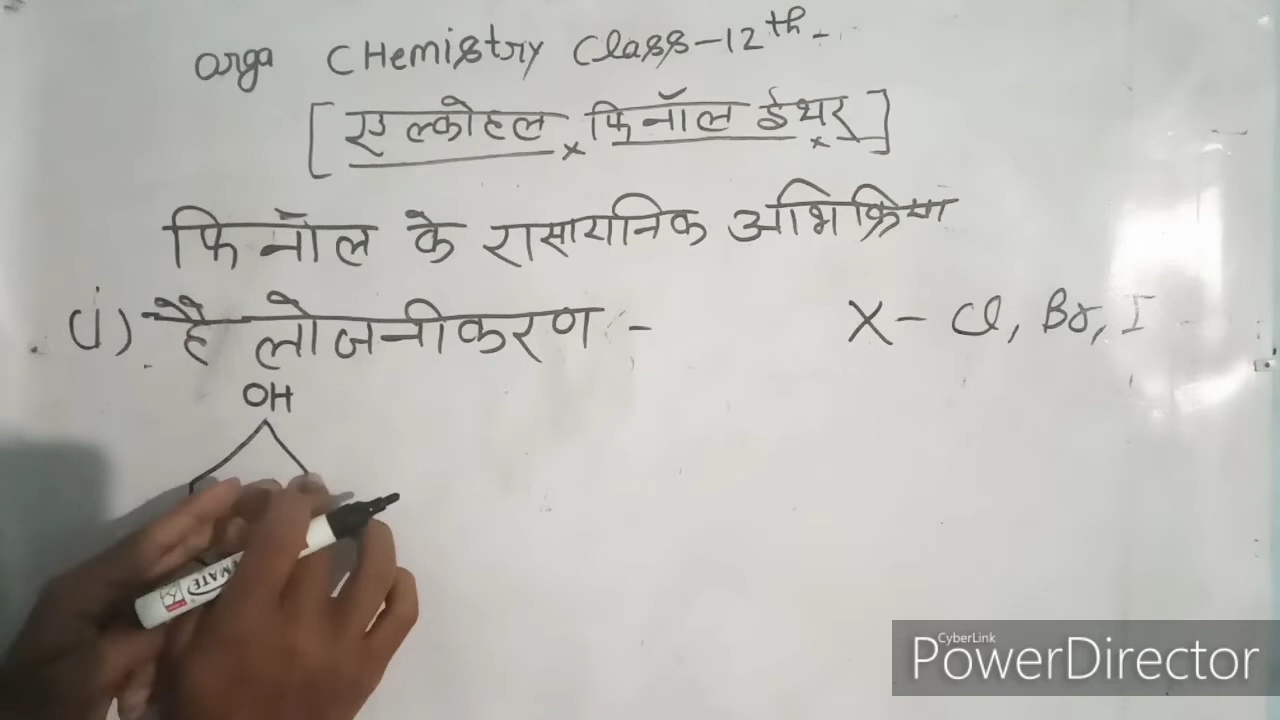 orga CHemistry Class-12th-
[एल्कोहल x फिनॉल ईथर्]
फिनॉल के रासायनिक अभिक्रिया
(i) हैलोजनीकरण :-
X- Cl, Br, I
OH
CyberLink
PowerDirector